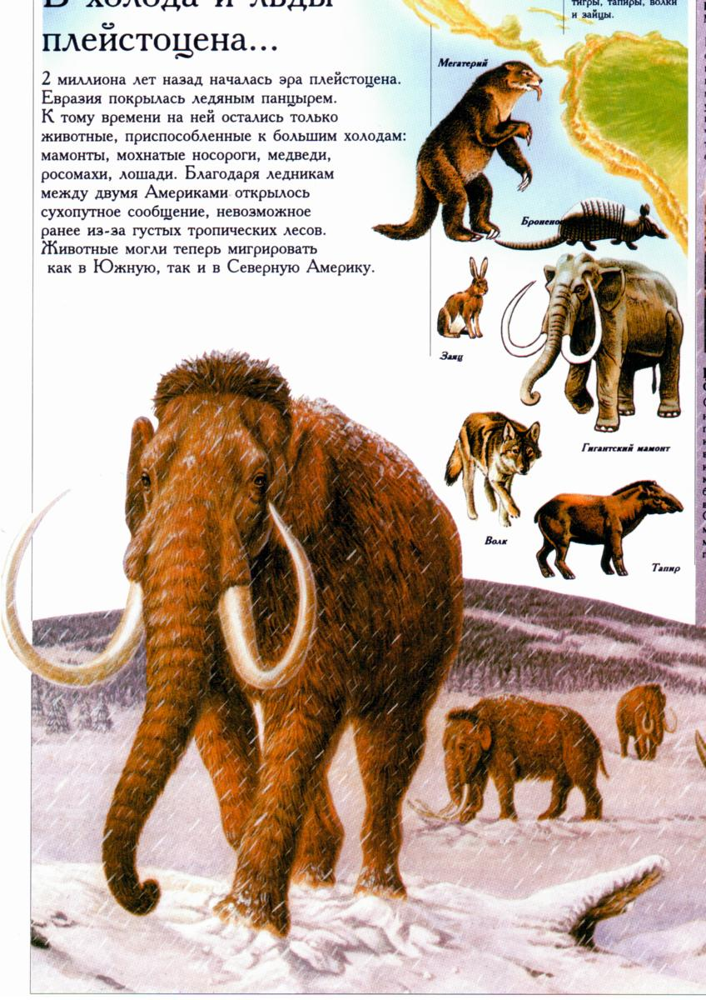 В холода и льды
плейстоцена...
2 миллиона лет назад началась эра плейстоцена.
Евразия покрылась ледяным панцырем.
К тому времени на ней остались только
животные, приспособленные к большим холодам:
мамонты, мохнатые носороги, медведи,
росомахи, лошади. Благодаря ледникам
между двумя Америками открылось
сухопутное сообщение, невозможное
ранее из-за густых тропических лесов.
Животные могли теперь мигрировать
как в Южную, так и в Северную Америку.
тигры, тапиры, волки
и зайцы.
Мегатерий
Бронено
Заяц
Гигантский мамонт
Волк
Тапир